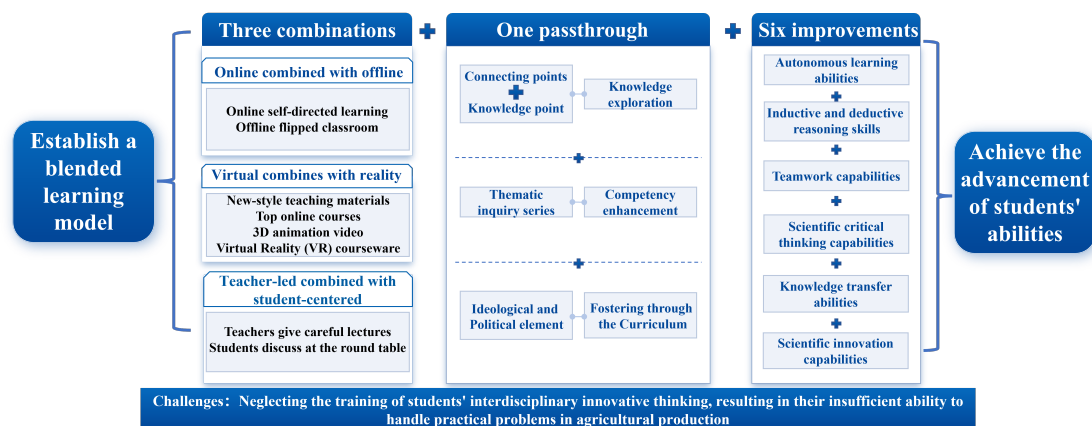 Establish a
blended
learning
model
Three combinations
Online combined with offline
Online self-directed learning
Offline flipped classroom
Virtual combines with reality
New-style teaching materials
Top online courses
3D animation video
Virtual Reality (VR) courseware
Teacher-led combined with
student-centered
Teachers give careful lectures
Students discuss at the round table
One passthrough
Connecting points
Knowledge point
Knowledge
exploration
Thematic
inquiry series
Competency
enhancement
Ideological and
Political element
Fostering through
the Curriculum
Six improvements
Autonomous learning
abilities
Inductive and deductive
reasoning skills
Teamwork capabilities
Scientific critical
thinking capabilities
Knowledge transfer
abilities
Scientific innovation
capabilities
Achieve the
advancement
of students'
abilities
Challenges: Neglecting the training of students' interdisciplinary innovative thinking, resulting in their insufficient ability to
handle practical problems in agricultural production